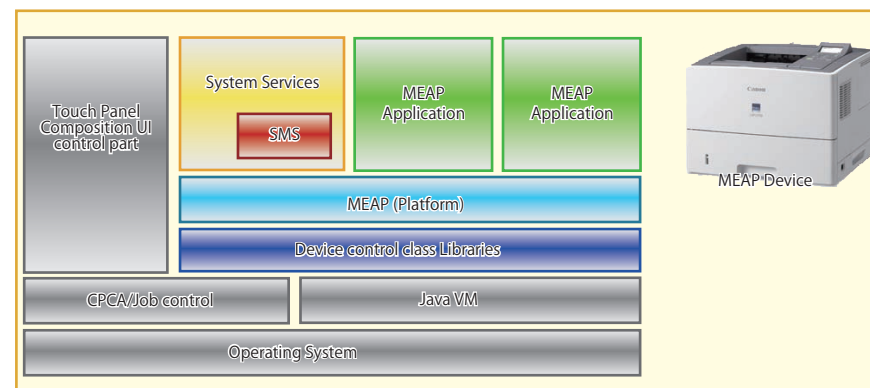 Touch Panel
Composition UI
control part
System Services
SMS
MEAP
Application
MEAP
Application
MEAP (Platform)
Device control class Libraries
CPCA/Job control
Java VM
Operating System
Canon
MEAP Device